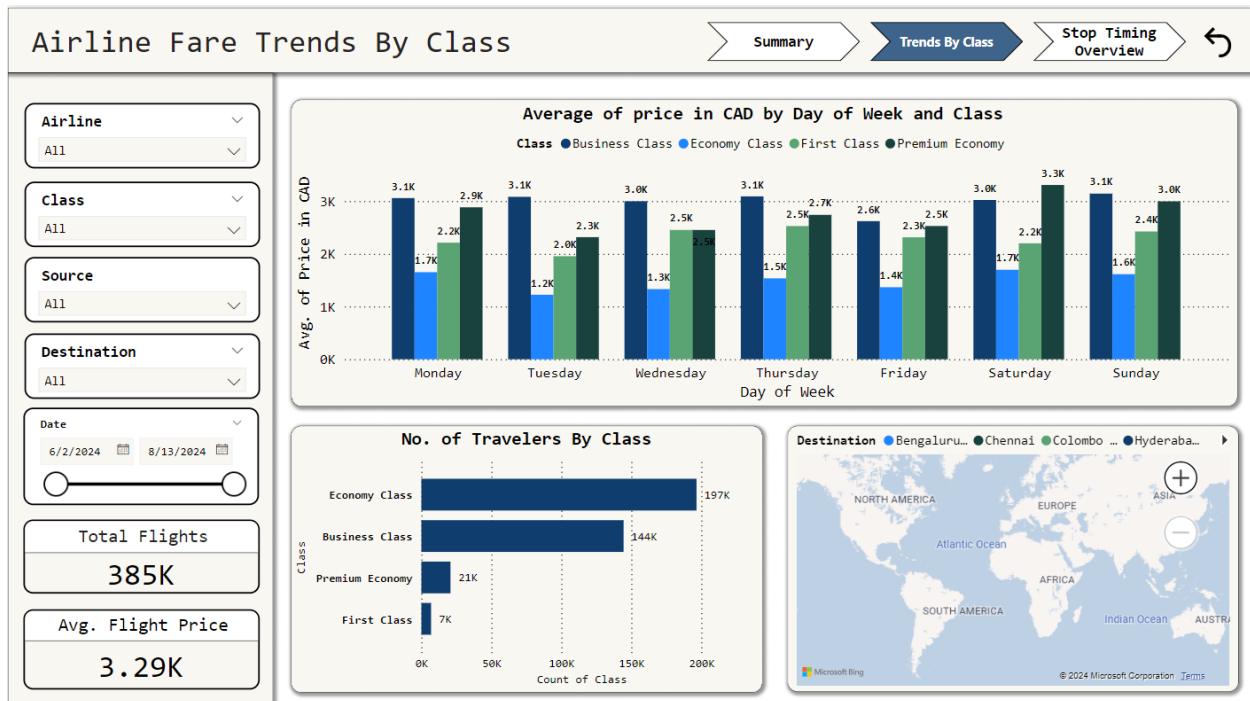 Airline Fare Trends By Class
Summary
Trends By Class
Stop Timing
Overview
Airline
All
Class
All
Source
All
Destination
All
Date
6/2/2024
8/13/2024
Total Flights
385K
Avg. Flight Price
3.29K
Average of price in CAD by Day of Week and Class
Class Business Class Economy Class First Class Premium Economy
Avg. of Price in CAD
3K
2K
1K
0K
3.1K 1.7K 2.2K 2.9K
3.1K 1.2K 2.0K 2.3K
3.0K 1.3K 2.5K 2.5K
3.1K 1.5K 2.5K 2.7K
2.6K 1.4K 2.3K 2.5K
3.0K 1.7K 2.2K 3.3K
3.1K 1.6K 2.4K 3.0K
Monday Tuesday Wednesday Thursday Friday Saturday Sunday
Day of Week
No. of Travelers By Class
Class
Economy Class 197K
Business Class 144K
Premium Economy 21K
First Class 7K
0K 50K 100K 150K 200K
Count of Class
Destination Bengaluru... Chennai Colombo ... Hyderaba...
NORTH AMERICA
EUROPE
ASIA
Atlantic Ocean
AFRICA
SOUTH AMERICA
Indian Ocean
AUSTR
Microsoft Bing
© 2024 Microsoft Corporation Terms